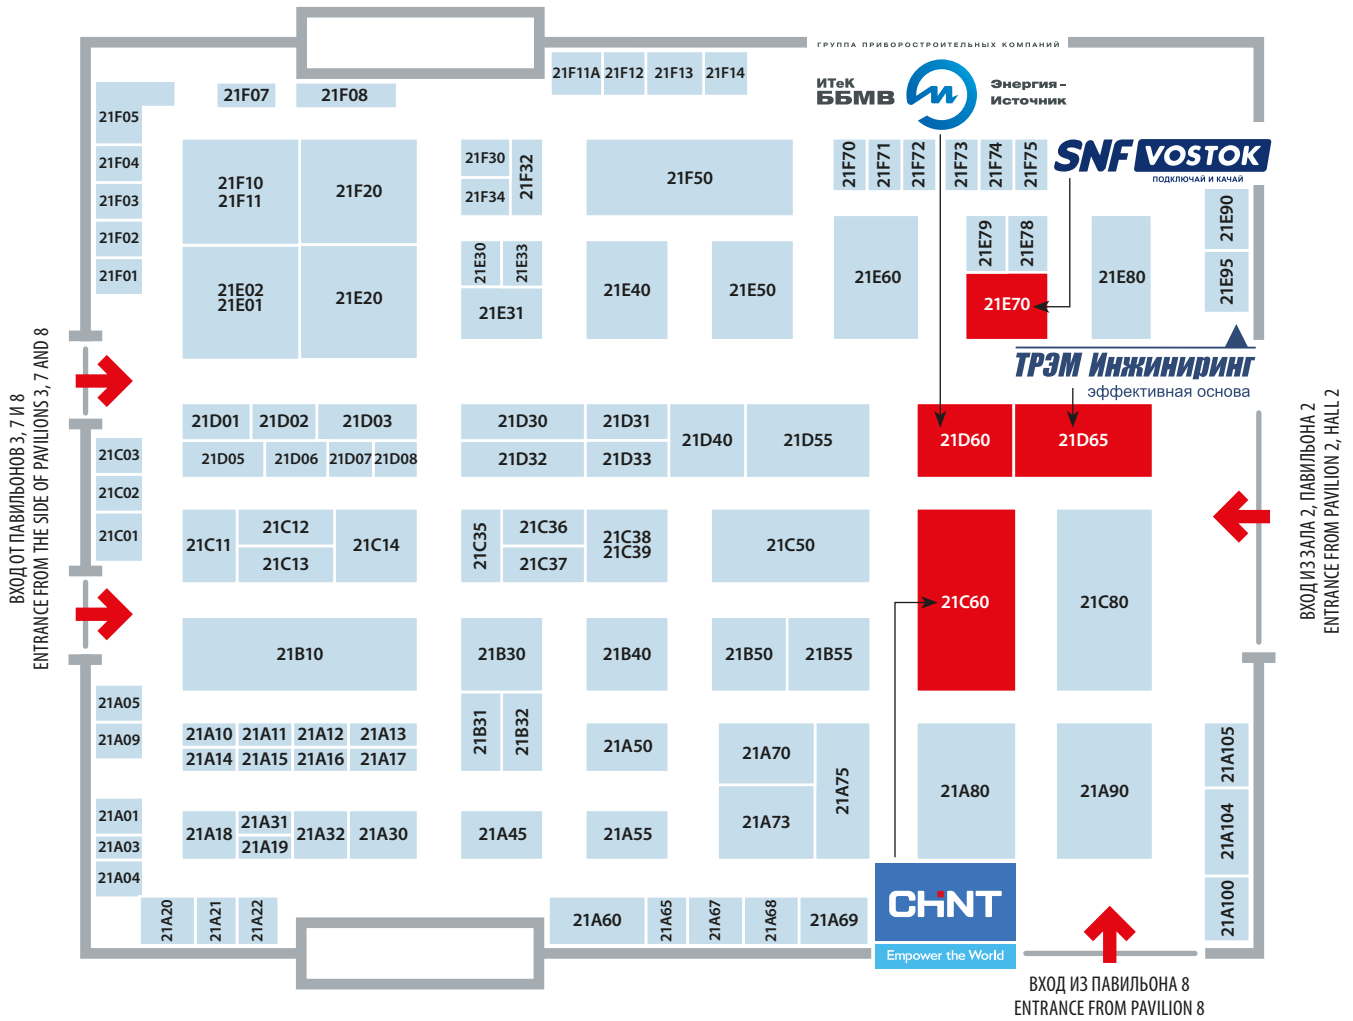 ГРУППА ПРИБОРОСТРОИТЕЛЬНЫХ КОМПАНИЙ
ИТеК
ББМВ
Энергия-
Источник
21F11A 21F12 21F13 21F14
21F07 21F08
21F05
21F04
21F03
21F02
21F01
21F10
21F11
21F20
21F30
21F34
21F32
21F50
21F70
21F71
21F72
21F73
21F74
21F75
SNF VOSTOK
ПОДКЛЮЧАЙ И КАЧАЙ
21E90
21E95
21E02
21E01
21E20
21E30
21E33
21E31
21E40
21E50
21E60
21E79
21E78
21E70
21E80
ТРЭМ Инжиниринг
эффективная основа
ВХОД ОТ ПАВИЛЬОНОВ 3, 7 И 8
ENTRANCE FROM THE SIDE OF PAVILIONS 3, 7 AND 8
21D01 21D02 21D03
21D05 21D06 21D07 21D08
21D30 21D31
21D32 21D33
21D40
21D55
21D60
21D65
ВХОД ИЗ ЗАЛА 2, ПАВИЛЬОНА 2
ENTRANCE FROM PAVILION 2, HALL 2
21C03
21C02
21C01
21C11
21C12
21C13
21C14
21C35
21C36
21C37
21C38
21C39
21C50
21C60
21C80
21B10
21B30
21B40
21B50
21B55
21B31
21B32
21A05
21A09
21A10 21A11 21A12 21A13
21A14 21A15 21A16 21A17
21A50
21A70
21A73
21A75
21A80
21A90
21A105
21A104
21A100
21A01
21A03
21A04
21A18
21A31
21A19
21A32
21A30
21A45
21A55
21A20
21A21
21A22
21A60
21A65
21A67
21A68
21A69
CHINT
Empower the World
ВХОД ИЗ ПАВИЛЬОНА 8
ENTRANCE FROM PAVILION 8